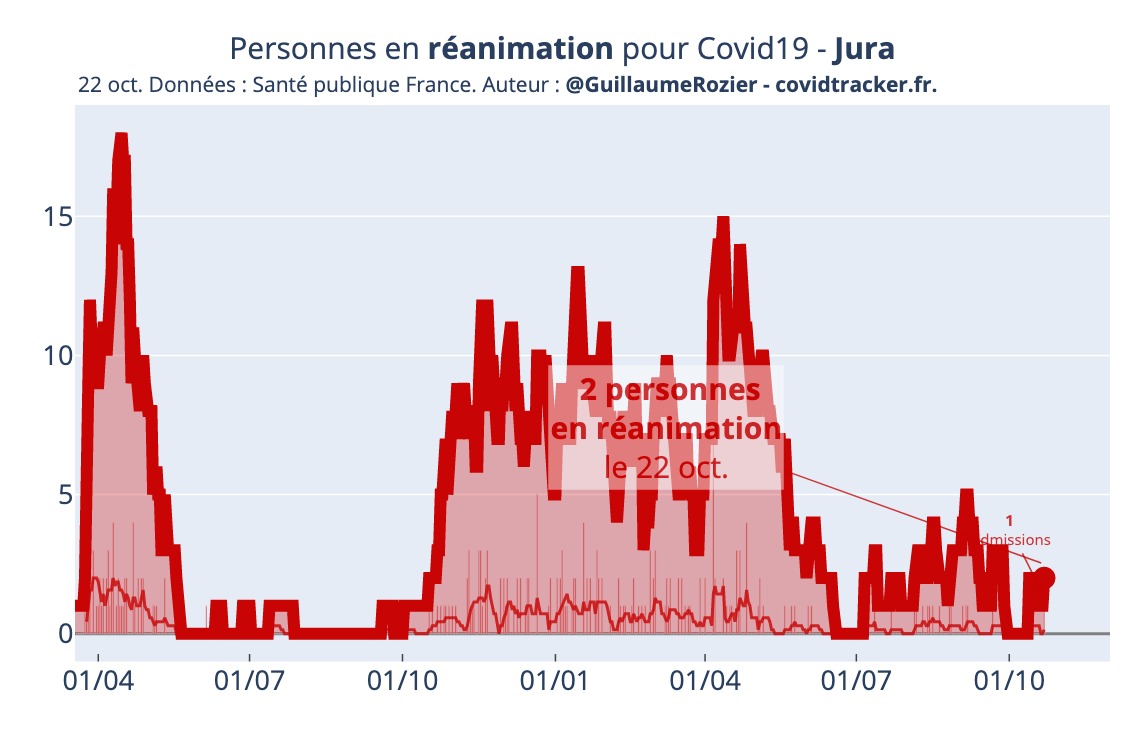 Personnes en réanimation pour Covid19 - Jura
22 oct. Données : Santé publique France. Auteur : @GuillaumeRozier - covidtracker.fr.
15
10
5
0
2 personnes
en réanimation
le 22 oct.
1
dmissions
01/04
01/07
01/10
01/01
01/04
01/07
01/10